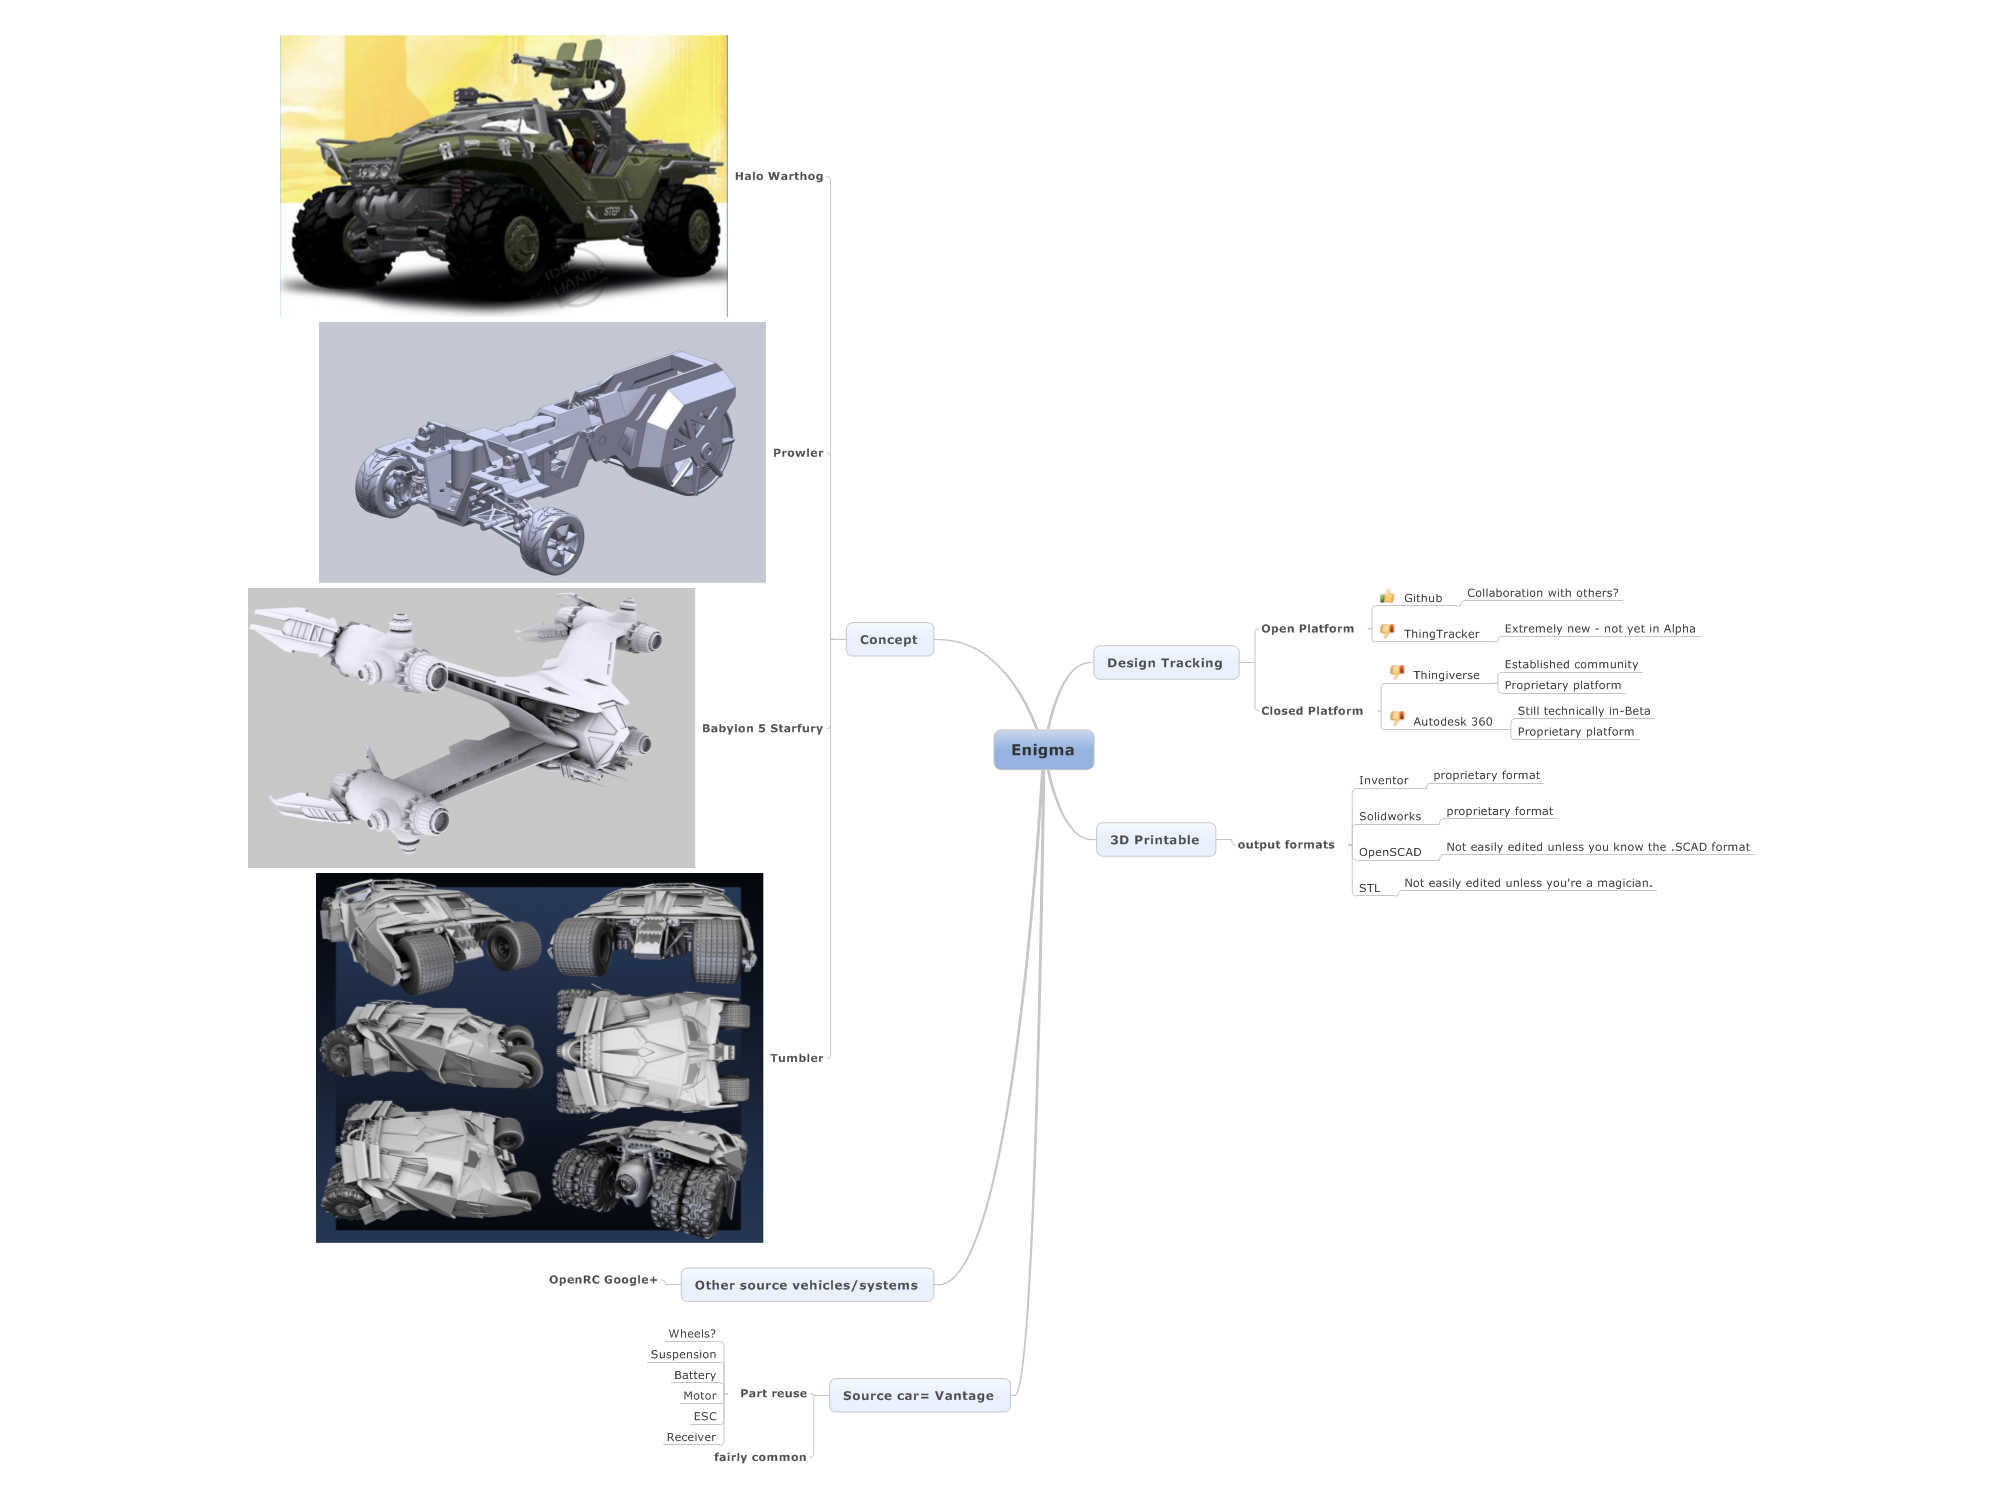 Halo Warthog
STEP
IDLE
HANDS
Prowler
Babylon 5 Starfury
Tumbler
Concept
Enigma
Design Tracking
Open Platform
Github
Collaboration with others?
ThingTracker
Extremely new - not yet in Alpha
Closed Platform
Thingiverse
Established community
Proprietary platform
Autodesk 360
Still technically in-Beta
Proprietary platform
3D Printable
output formats
Inventor
proprietary format
Solidworks
proprietary format
OpenSCAD
Not easily edited unless you know the .SCAD format
STL
Not easily edited unless you're a magician.
Other source vehicles/systems
OpenRC Google+
Source car= Vantage
Part reuse
Wheels?
Suspension
Battery
Motor
ESC
Receiver
fairly common